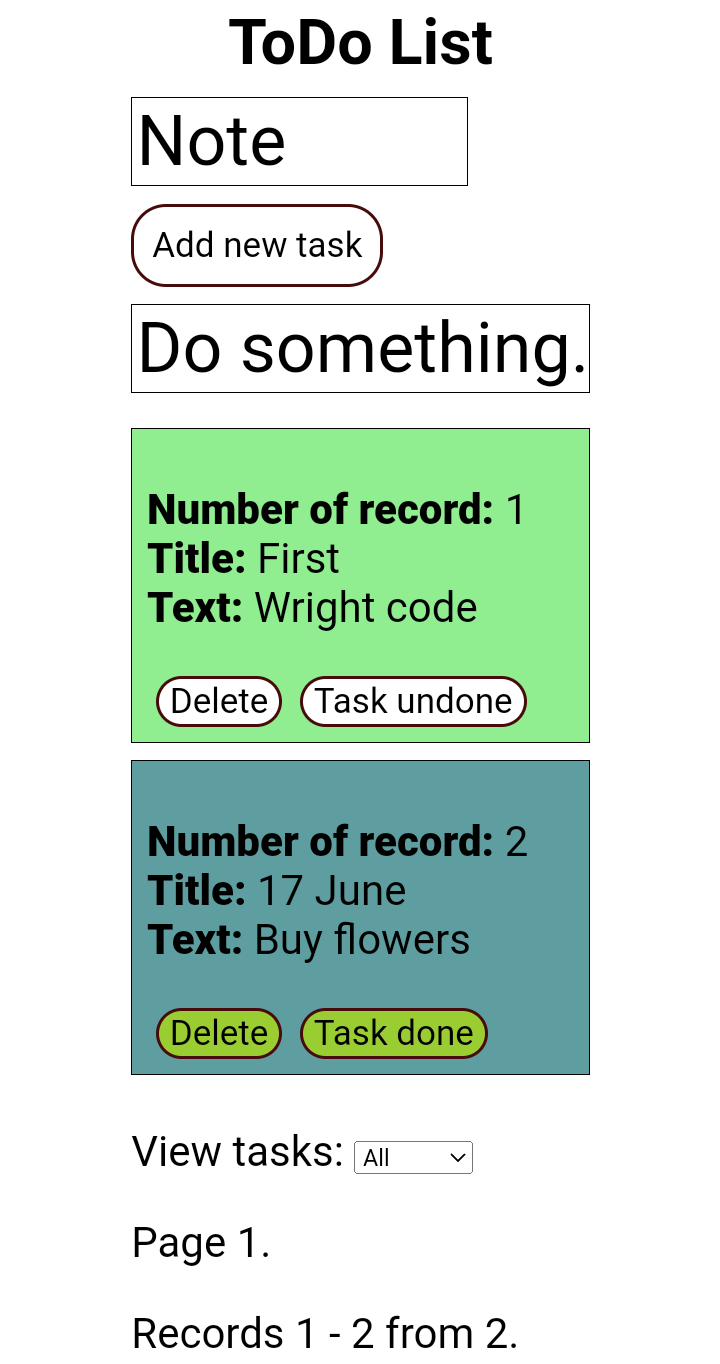 ToDo List
Note
Add new task
Do something.
Number of record: 1
Title: First
Text: Wright code
Delete Task undone
Number of record: 2
Title: 17 June
Text: Buy flowers
Delete Task done
View tasks: All
Page 1.
Records 1 - 2 from 2.